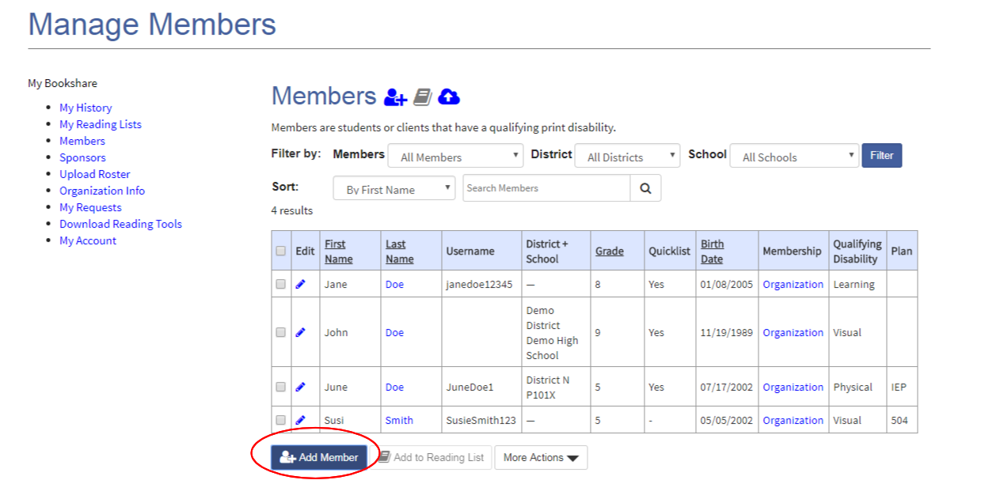 Manage Members
My Bookshare
My History
My Reading Lists
Members
Sponsors
Upload Roster
Organization Info
My Requests
Download Reading Tools
My Account
Members
Members are students or clients that have a qualifying print disability.
Filter by: Members All Members District All Districts School All Schools Filter
Sort: By First Name Search Members
4 results
Edit First Name Last Name Username District + School Grade Quicklist Birth Date Membership Qualifying Disability Plan
Jane Doe janedoe12345 — 8 Yes 01/08/2005 Organization Learning
John Doe Demo District Demo High School 9 Yes 11/19/1989 Organization Visual
June Doe JuneDoe1 District N P101X 5 Yes 07/17/2002 Organization Physical IEP
Susi Smith SusieSmith123 — 5 - 05/05/2002 Organization Visual 504
Add Member Add to Reading List More Actions